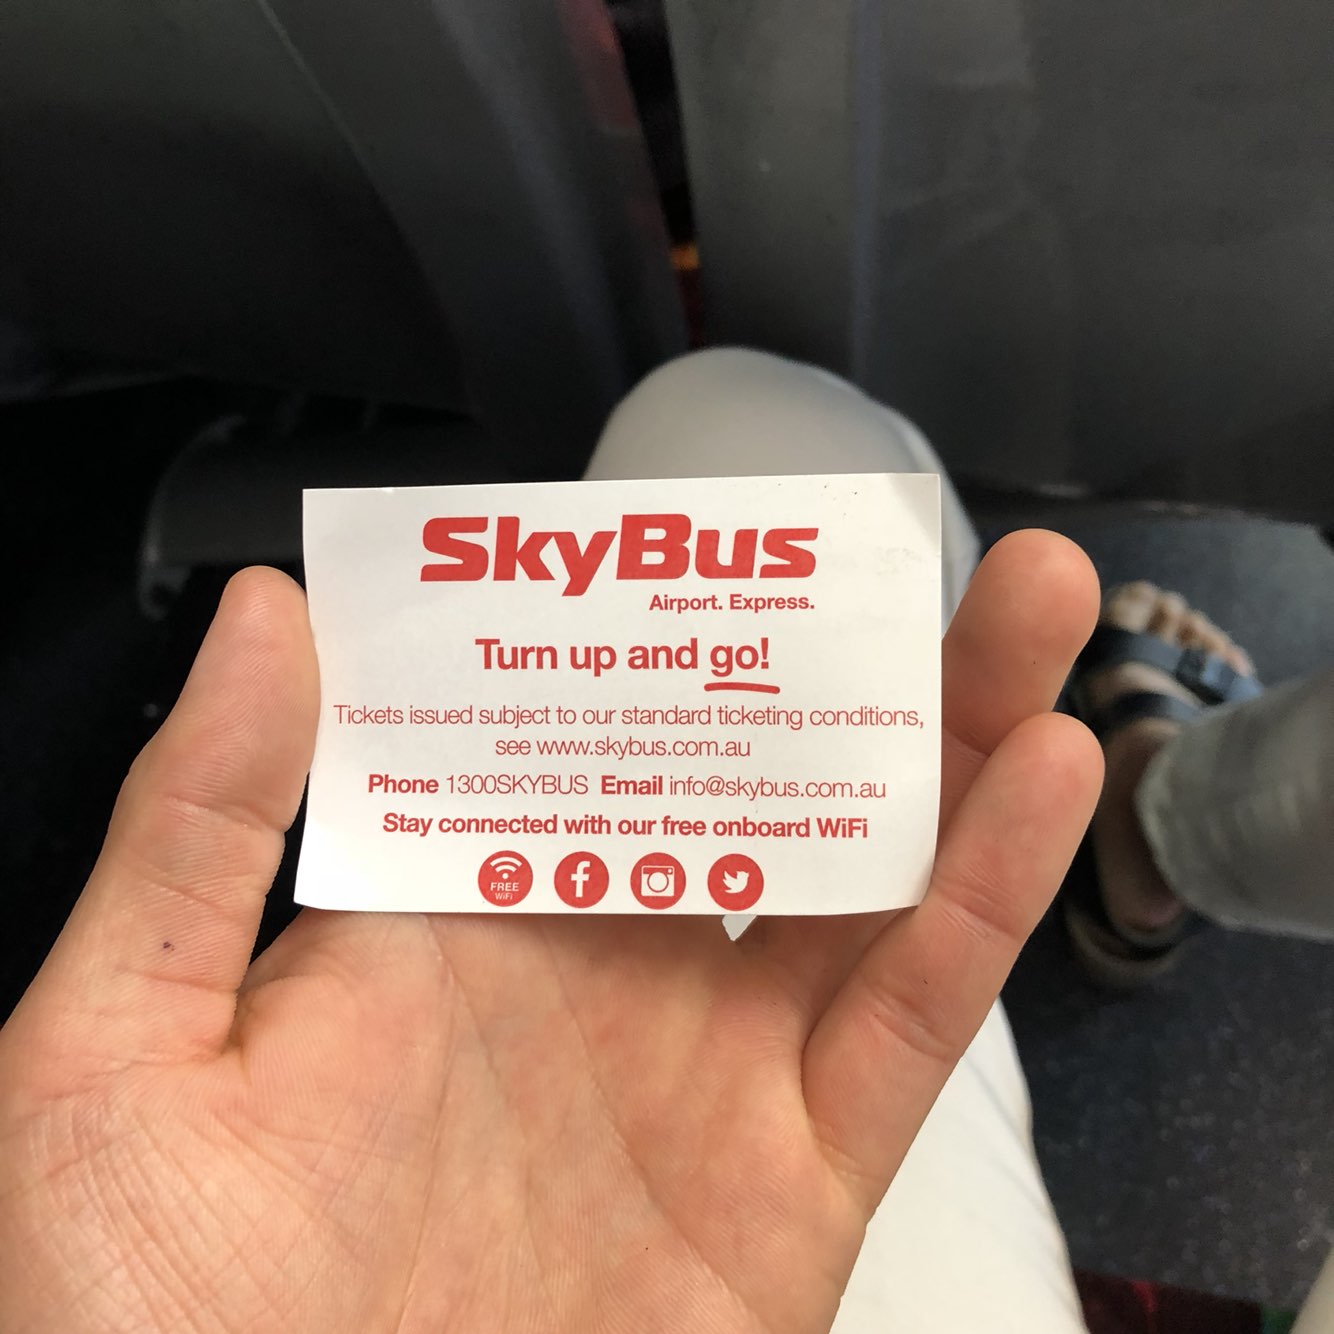 SkyBus
Airport. Express.
Turn up and go!
Tickets issued subject to our standard ticketing conditions,
see www.skybus.com.au
Phone 1300SKYBUS Email info@skybus.com.au
Stay connected with our free onboard WiFi
FREE
WiFi